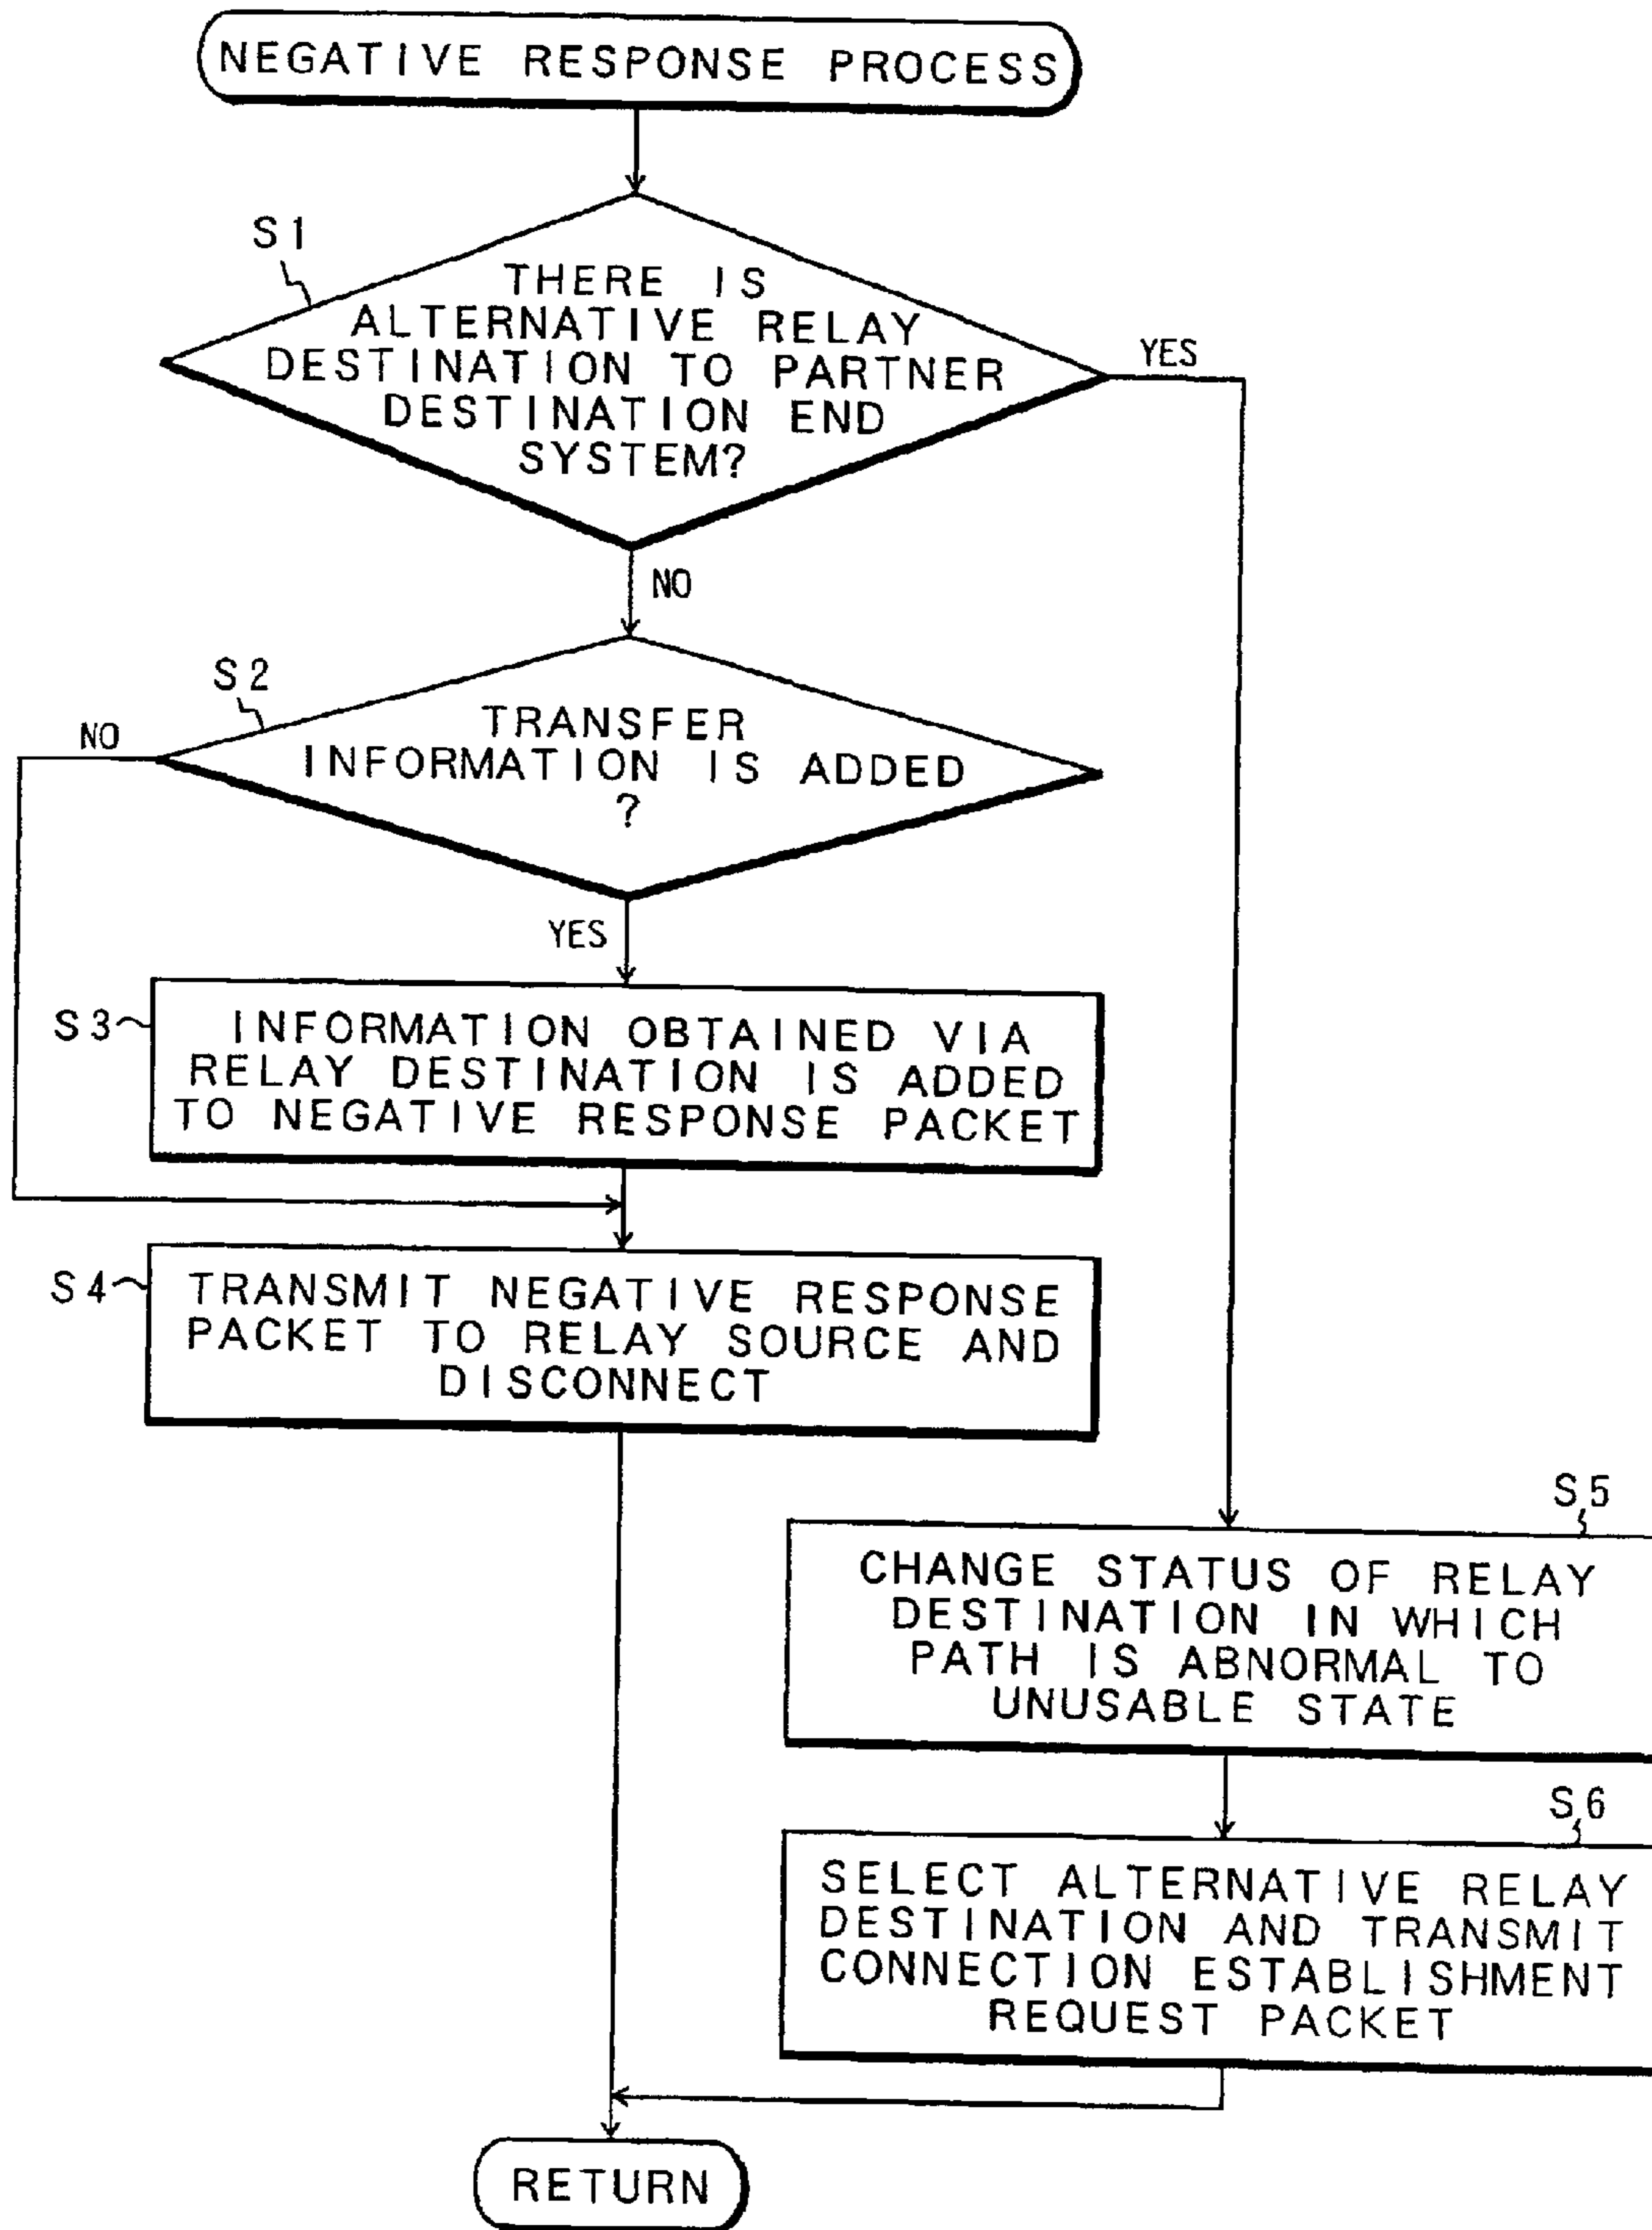 NEGATIVE RESPONSE PROCESS
S1
THERE IS
ALTERNATIVE RELAY
DESTINATION TO PARTNER
DESTINATION END
SYSTEM?
YES
NO
S2
NO
TRANSFER
INFORMATION IS ADDED
?
YES
S3
INFORMATION OBTAINED VIA
RELAY DESTINATION IS ADDED
TO NEGATIVE RESPONSE PACKET
S4
TRANSMIT NEGATIVE RESPONSE
PACKET TO RELAY SOURCE AND
DISCONNECT
S5
CHANGE STATUS OF RELAY
DESTINATION IN WHICH
PATH IS ABNORMAL TO
UNUSABLE STATE
S6
SELECT ALTERNATIVE RELAY
DESTINATION AND TRANSMIT
CONNECTION ESTABLISHMENT
REQUEST PACKET
RETURN